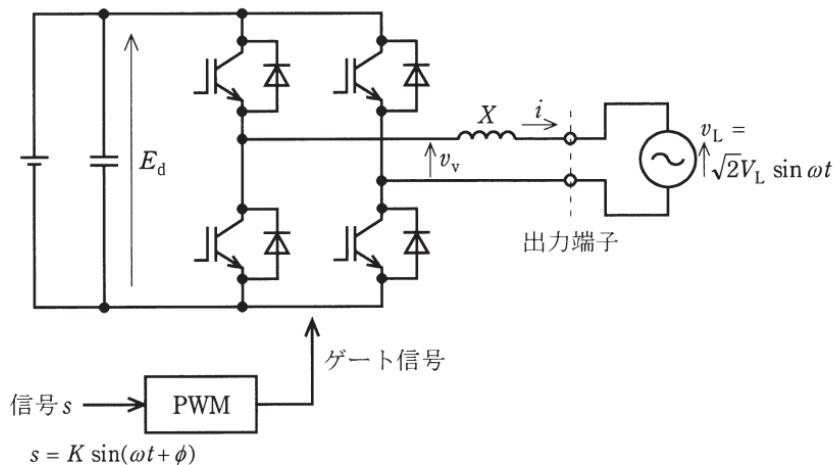 E_d
X
i
v_v
v_L =
√2V_L sin ωt
出力端子
ゲート信号
信号 s
PWM
s = K sin(ωt + ϕ)